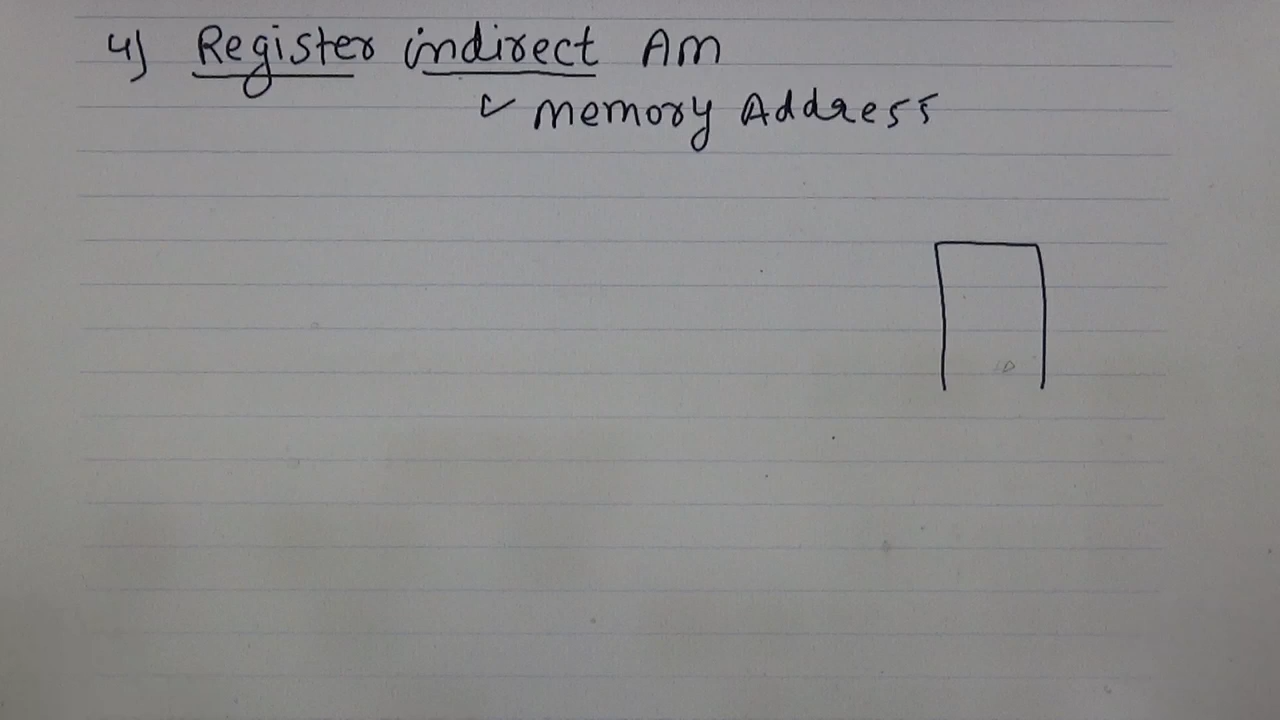 4) Register indirect AM
✓ Memory Address